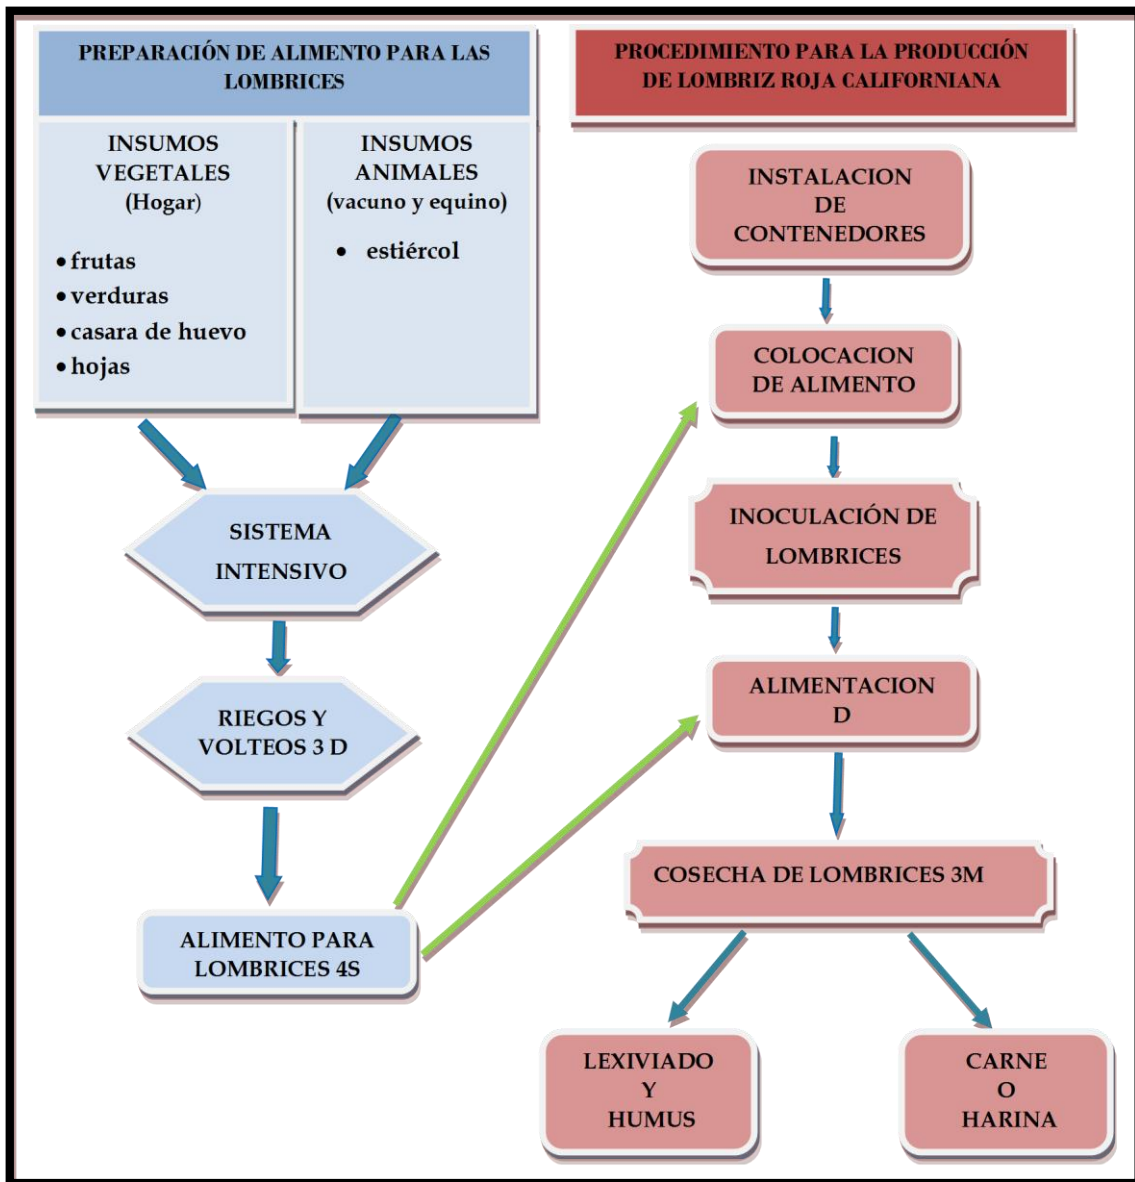 PREPARACIÓN DE ALIMENTO PARA LAS
LOMBRICES
INSUMOS
VEGETALES
(Hogar)
• frutas
• verduras
• casara de huevo
• hojas
INSUMOS
ANIMALES
(vacuno y equino)
• estiércol
SISTEMA
INTENSIVO
RIEGOS Y
VOLTEOS 3 D
ALIMENTO PARA
LOMBRICES 4S
PROCEDIMIENTO PARA LA PRODUCCIÓN
DE LOMBRIZ ROJA CALIFORNIANA
INSTALACION
DE
CONTENEDORES
COLOCACION
DE ALIMENTO
INOCULACIÓN DE
LOMBRICES
ALIMENTACION
D
COSECHA DE LOMBRICES 3M
LEXIVIADO
Y
HUMUS
CARNE
O
HARINA